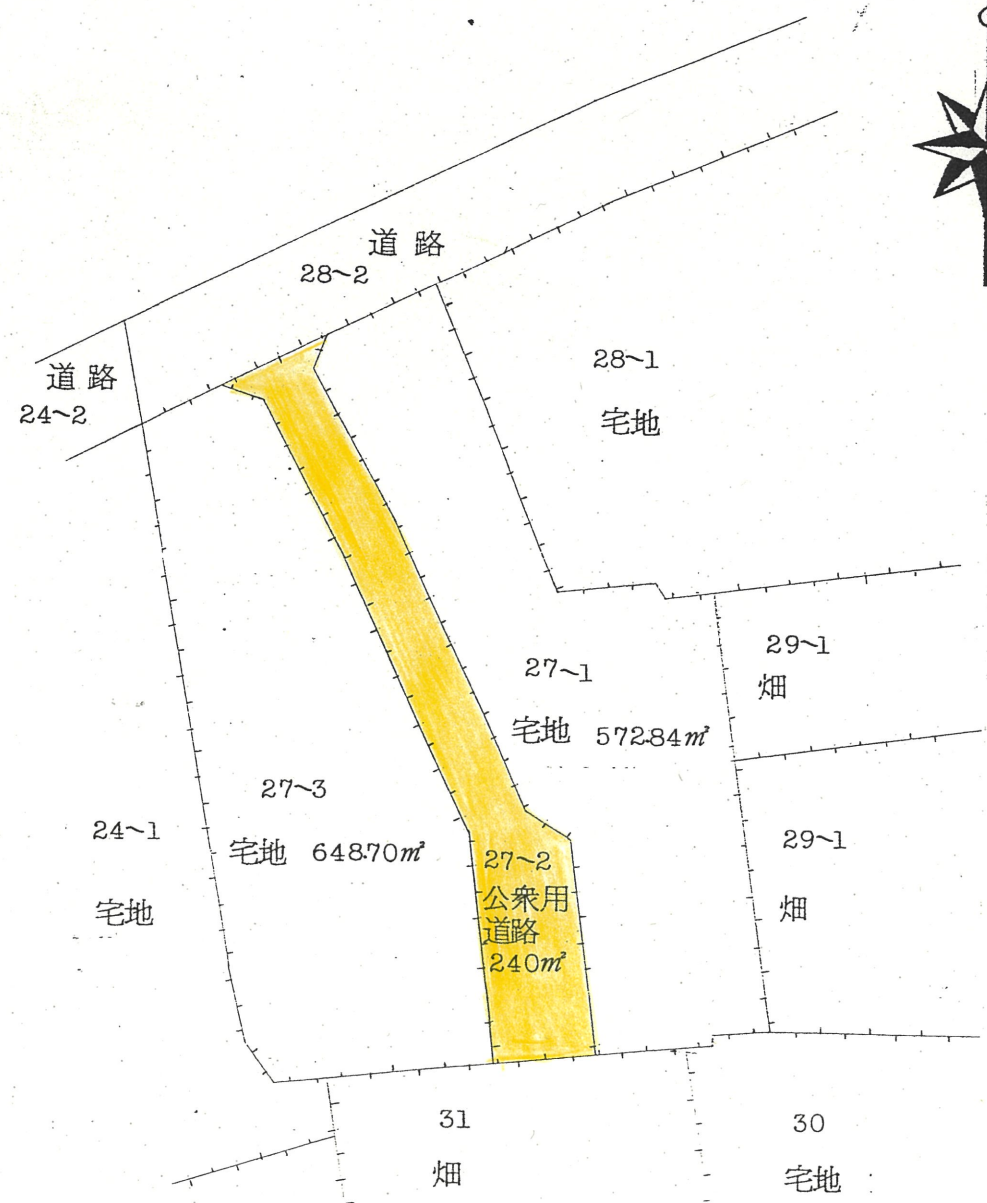 道路
28~2
道路
24~2
28~1
宅地
29~1
畑
27~1
宅地 572.84㎡
27~3
宅地 648.70㎡
24~1
宅地
27~2
公衆用
道路
240㎡
29~1
畑
31
畑
30
宅地